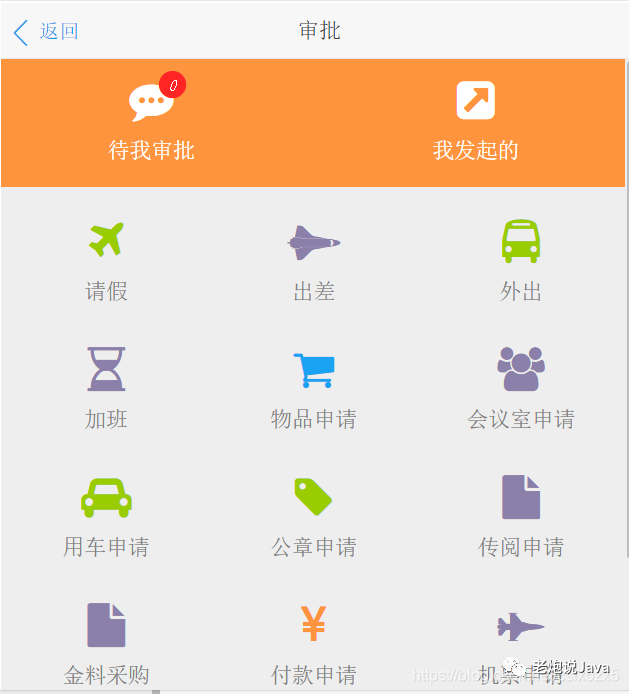 返回
审批
0
待我审批
我发起的
请假
出差
外出
加班
物品申请
会议室申请
用车申请
公章申请
传阅申请
金料采购
¥
付款申请
机票申请
老炮说Java